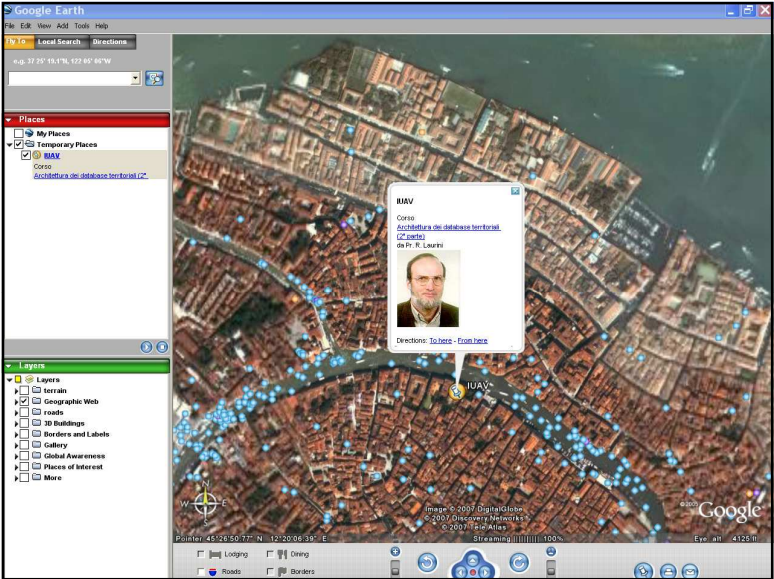 Google Earth
File Edit View Add Tools Help
Fly To Local Search Directions
e.g. 37 25' 19.1"N, 122 05' 06"W
Places
My Places
Temporary Places
IUAV
Corso
Architettura dei database territoriali (2°
IUAV
Corso
Architettura dei database territoriali
(2° parte)
da Pr. R. Laurini
Directions: To here - From here
IUAV
Layers
Layers
terrain
Geographic Web
roads
3D Buildings
Borders and Labels
Gallery
Global Awareness
Places of Interest
More
N
W E
S
Image © 2007 DigitalGlobe
© 2007 Discovery Networks
© 2007 Tele Atlas
© 2005 Google
Pointer 45°26'50.77" N 12°20'06.39" E Streaming ||||||||| 100% Eye alt 4125 ft
Lodging Dining
Roads Borders